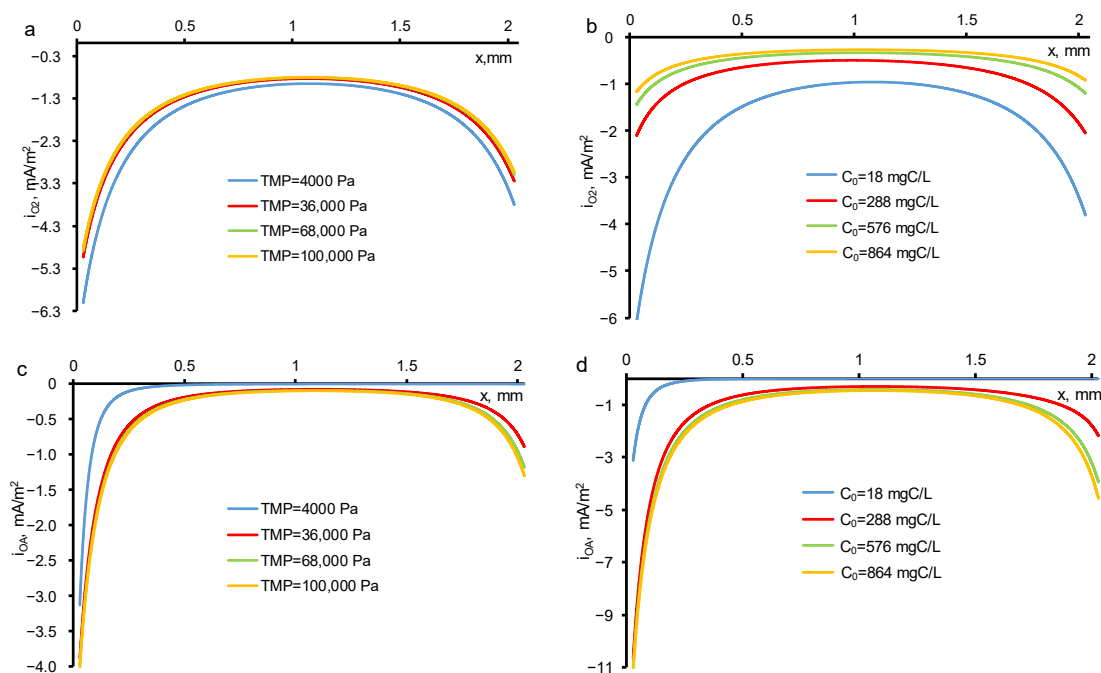 a
0
0.5
1
1.5
2
x,mm
−0.3
−1.3
−2.3
−3.3
−4.3
−5.3
−6.3
i_O2, mA/m²
TMP=4000 Pa
TMP=36,000 Pa
TMP=68,000 Pa
TMP=100,000 Pa
b
0
0.5
1
1.5
2
x, mm
0
−1
−2
−3
−4
−5
−6
i_O2, mA/m²
C₀=18 mgC/L
C₀=288 mgC/L
C₀=576 mgC/L
C₀=864 mgC/L
c
0
0.5
1
1.5
2
x, mm
0
−0.5
−1.0
−1.5
−2.0
−2.5
−3.0
−3.5
−4.0
i_OA, mA/m²
TMP=4000 Pa
TMP=36,000 Pa
TMP=68,000 Pa
TMP=100,000 Pa
d
0
0.5
1
1.5
2
x, mm
−1
−3
−5
−7
−9
−11
i_OA, mA/m²
C₀=18 mgC/L
C₀=288 mgC/L
C₀=576 mgC/L
C₀=864 mgC/L